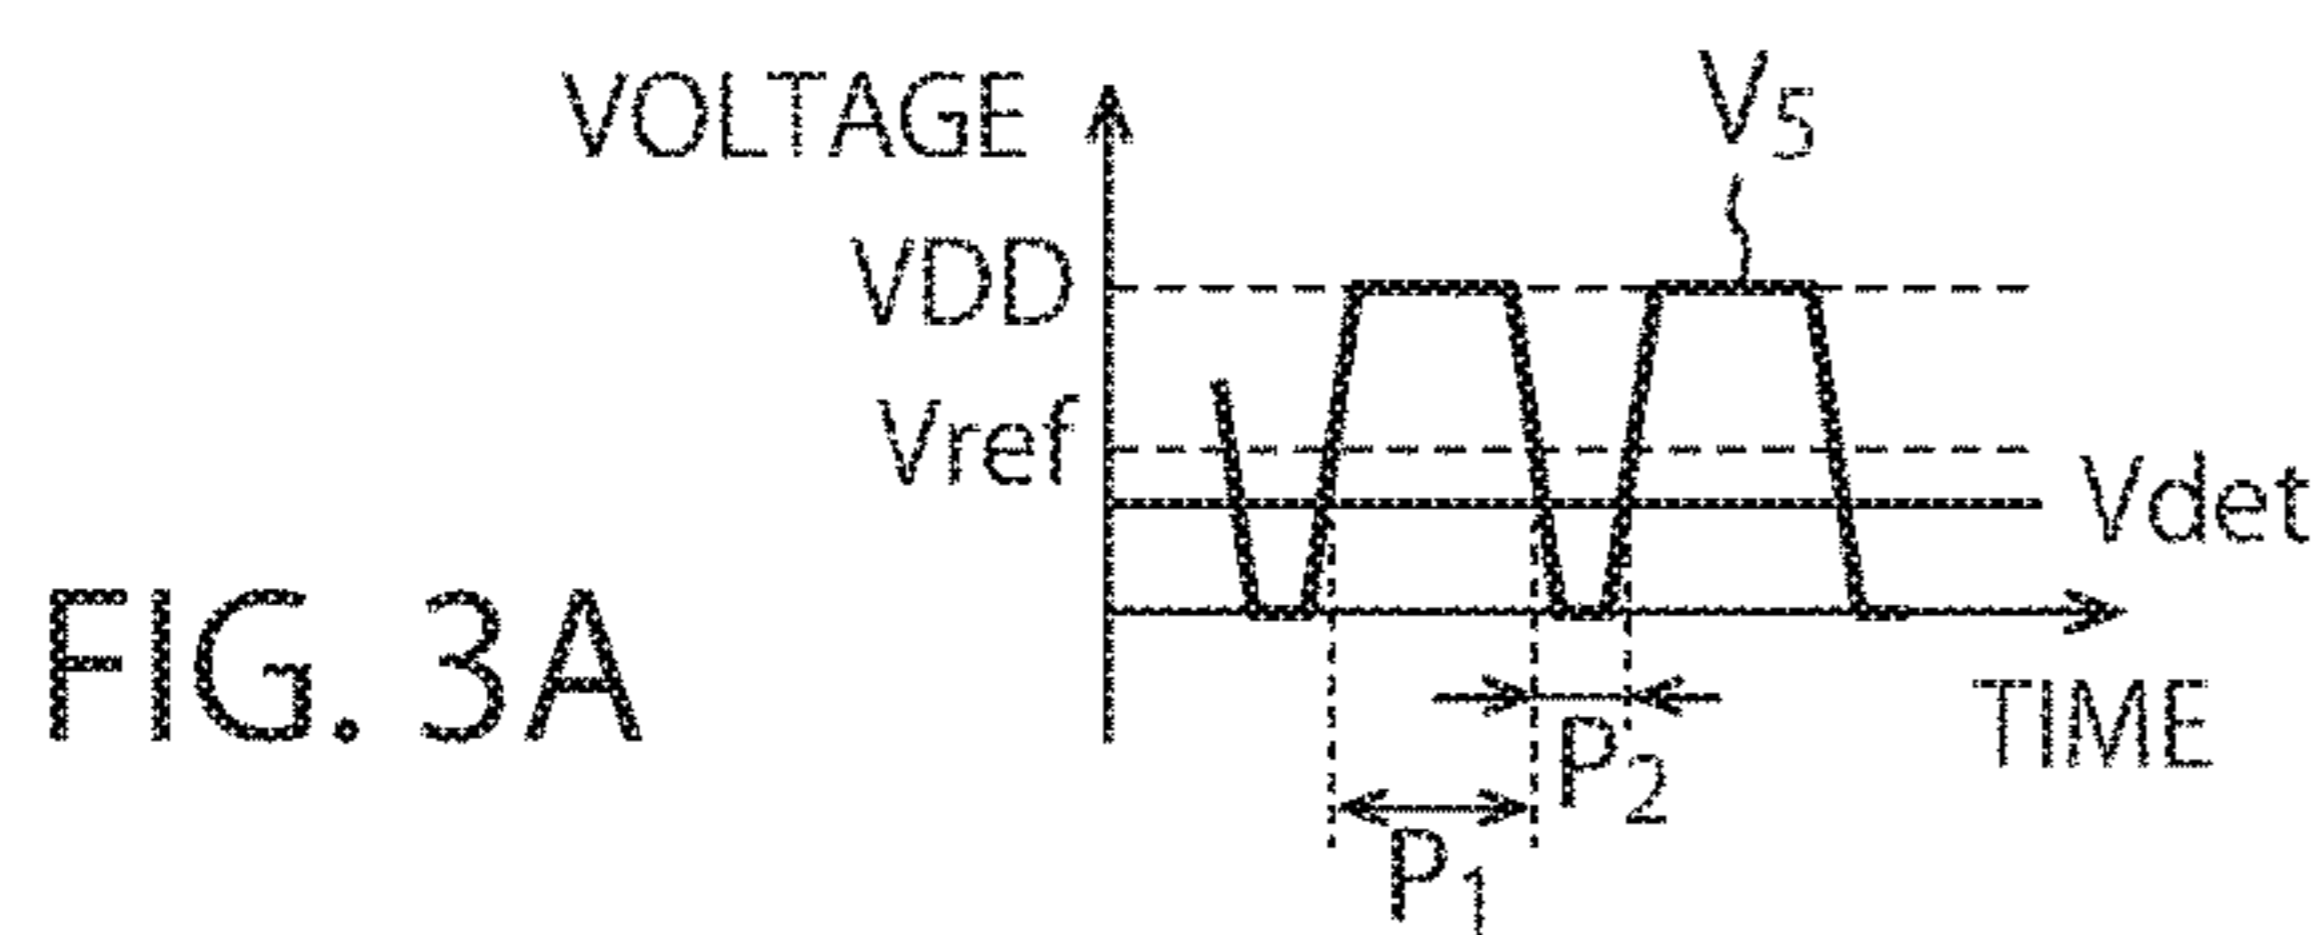 VOLTAGE
V5
VDD
Vref
Vdet
FIG. 3A
TIME
P2
P1